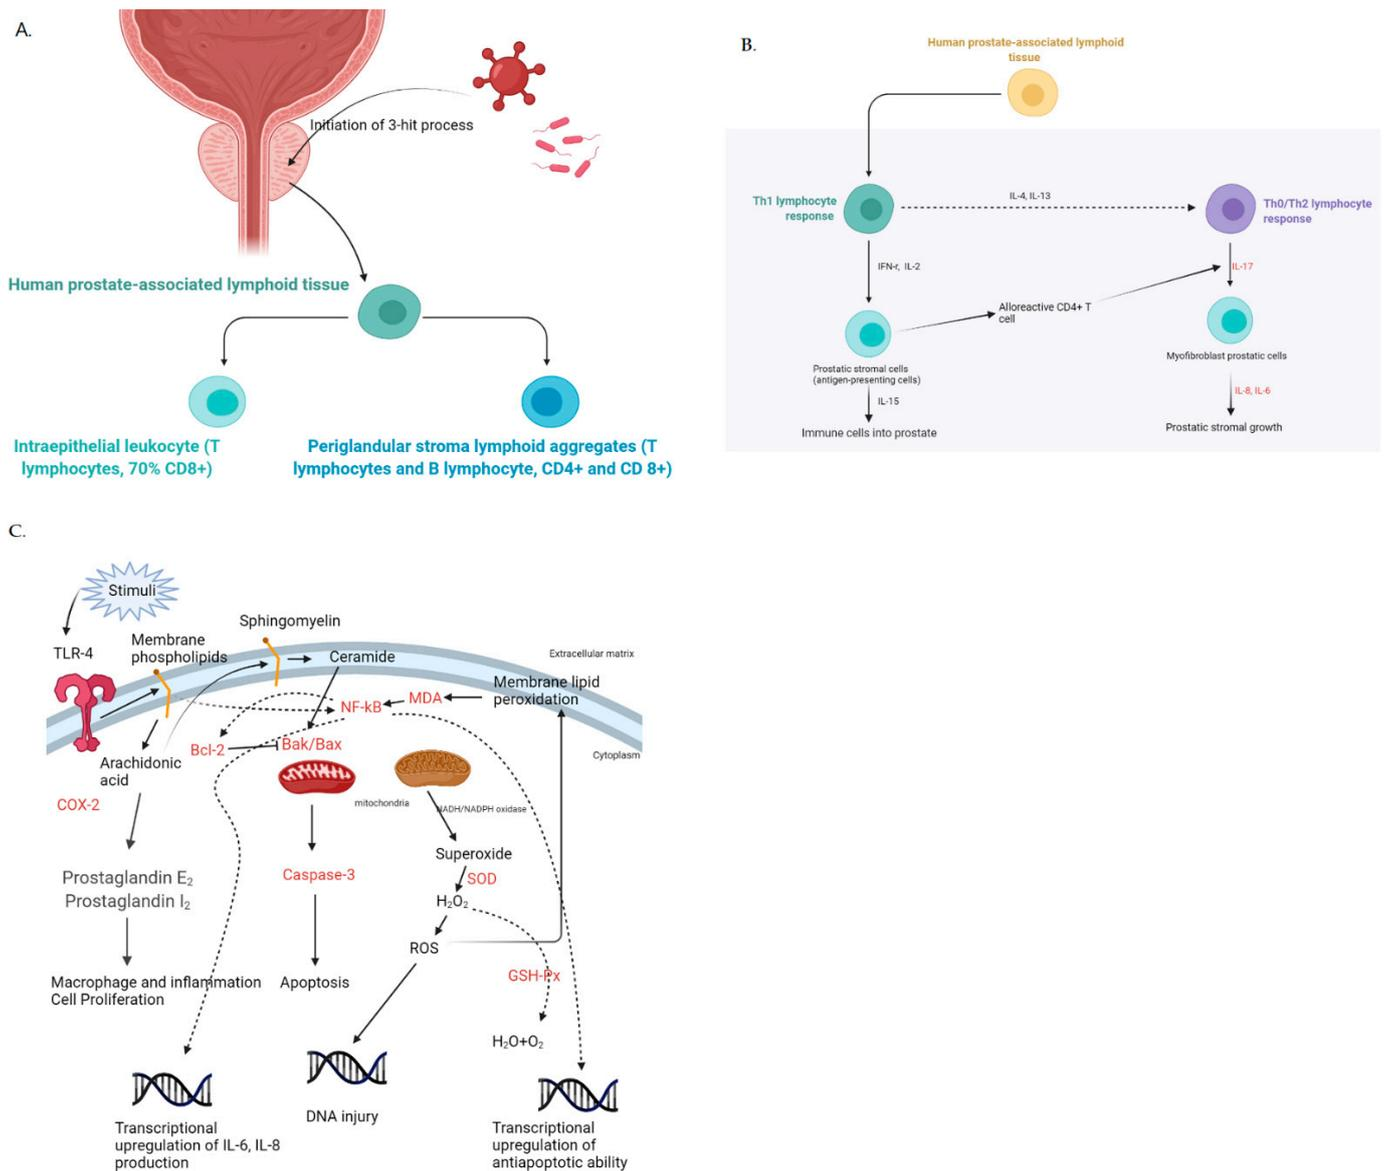 A.
Initiation of 3-hit process
Human prostate-associated lymphoid tissue
Intraepithelial leukocyte (T
lymphocytes, 70% CD8+)
Periglandular stroma lymphoid aggregates (T
lymphocytes and B lymphocyte, CD4+ and CD 8+)
B.
Human prostate-associated lymphoid
tissue
Th1 lymphocyte
response
IL-4, IL-13
Th0/Th2 lymphocyte
response
IFN-r, IL-2
IL-17
Alloreactive CD4+ T
cell
Prostatic stromal cells
(antigen-presenting cells)
Myofibroblast prostatic cells
IL-15
IL-8, IL-6
Immune cells into prostate
Prostatic stromal growth
C.
Stimuli
TLR-4
Membrane
phospholipids
Sphingomyelin
Ceramide
Extracellular matrix
Membrane lipid
peroxidation
MDA
NF-kB
Bcl-2
Bak/Bax
Cytoplasm
Arachidonic
acid
COX-2
mitochondria
NADH/NADPH oxidase
Superoxide
SOD
H₂O₂
ROS
Prostaglandin E₂
Prostaglandin I₂
Caspase-3
Macrophage and inflammation
Cell Proliferation
Apoptosis
GSH-Px
H₂O+O₂
DNA injury
Transcriptional
upregulation of IL-6, IL-8
production
Transcriptional
upregulation of
antiapoptotic ability